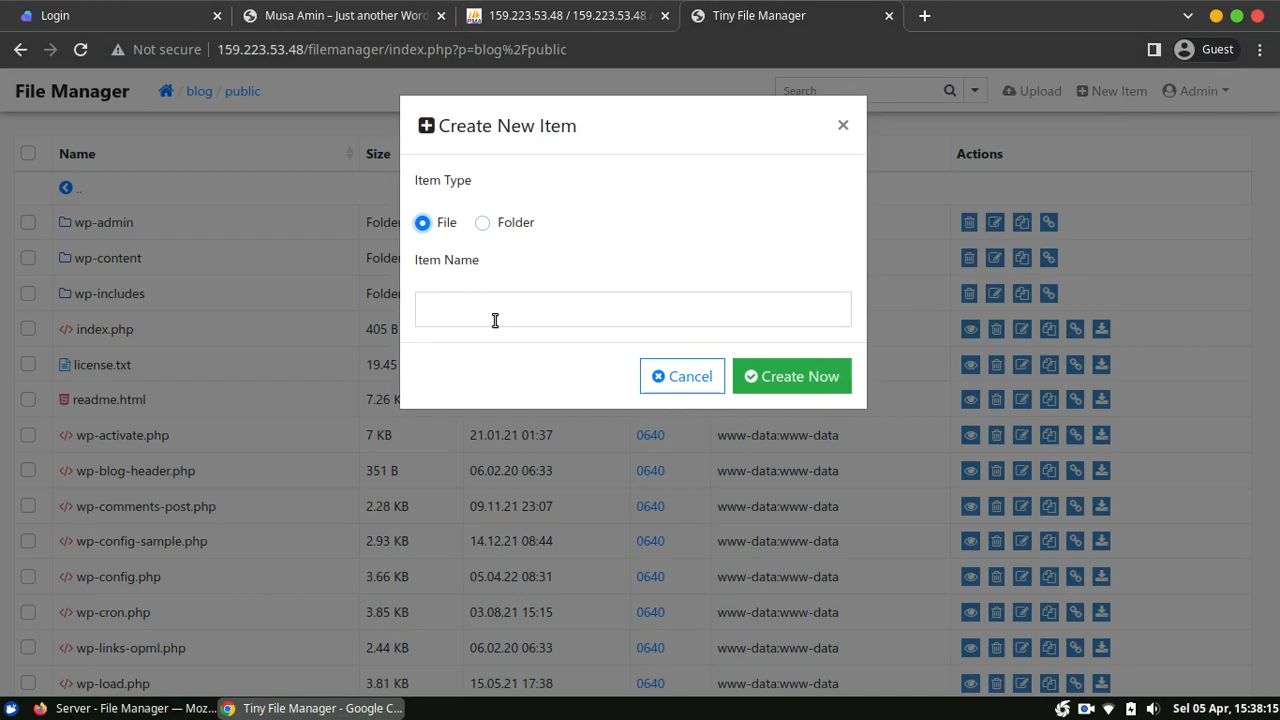 Login
Musa Amin – Just another Word
159.223.53.48 / 159.223.53.48
Tiny File Manager
Not secure
159.223.53.48/filemanager/index.php?p=blog%2Fpublic
Guest
File Manager
blog / public
Search
Upload
New Item
Admin
Create New Item
Item Type
File
Folder
Item Name
Cancel
Create Now
Name Size Actions
..
wp-admin Folder
wp-content Folder
wp-includes Folder
index.php 405 B
license.txt 19.45
readme.html 7.26 K
wp-activate.php 7 KB 21.01.21 01:37 0640 www-data:www-data
wp-blog-header.php 351 B 06.02.20 06:33 0640 www-data:www-data
wp-comments-post.php 2.28 KB 09.11.21 23:07 0640 www-data:www-data
wp-config-sample.php 2.93 KB 14.12.21 08:44 0640 www-data:www-data
wp-config.php 3.66 KB 05.04.22 08:31 0640 www-data:www-data
wp-cron.php 3.85 KB 03.08.21 15:15 0640 www-data:www-data
wp-links-opml.php 2.44 KB 06.02.20 06:33 0640 www-data:www-data
wp-load.php 3.81 KB 15.05.21 17:38 0640 www-data:www-data
Server - File Manager — Moz...
Tiny File Manager - Google C...
Sel 05 Apr, 15:38:15